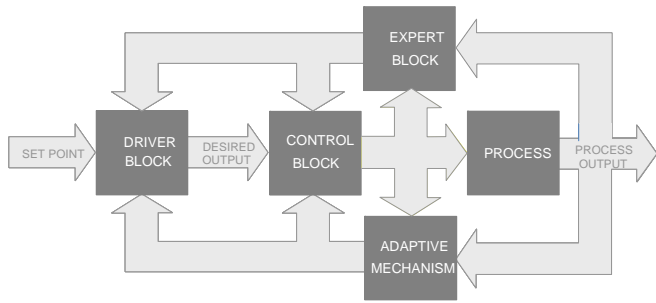 EXPERT
BLOCK
SET POINT
DRIVER
BLOCK
DESIRED
OUTPUT
CONTROL
BLOCK
PROCESS
PROCESS
OUTPUT
ADAPTIVE
MECHANISM